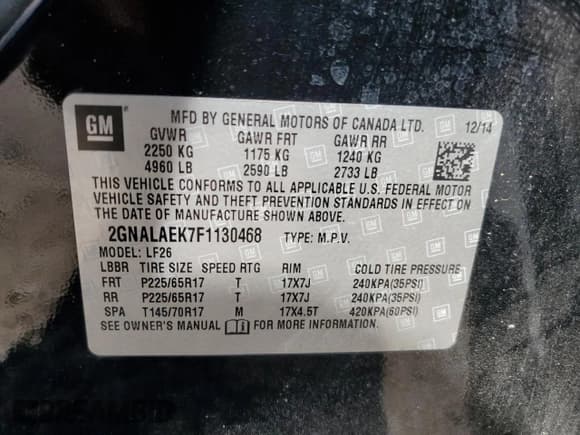 GM
MFD BY GENERAL MOTORS OF CANADA LTD. 12/14
GVWR GAWR FRT GAWR RR
2250 KG 1175 KG 1240 KG
4960 LB 2590 LB 2733 LB
THIS VEHICLE CONFORMS TO ALL APPLICABLE U.S. FEDERAL MOTOR
VEHICLE SAFETY AND THEFT PREVENTION STANDARDS IN EFFECT ON
THE DATE OF MANUFACTURE SHOWN ABOVE.
2GNALAEK7F1130468 TYPE: M.P.V.
MODEL: LF26
LBBR TIRE SIZE SPEED RTG RIM COLD TIRE PRESSURE
FRT P225/65R17 T 17X7J 240KPA(35PSI)
RR P225/65R17 T 17X7J 240KPA(35PSI)
SPA T145/70R17 M 17X4.5T 420KPA(60PSI)
SEE OWNER'S MANUAL FOR MORE INFORMATION.